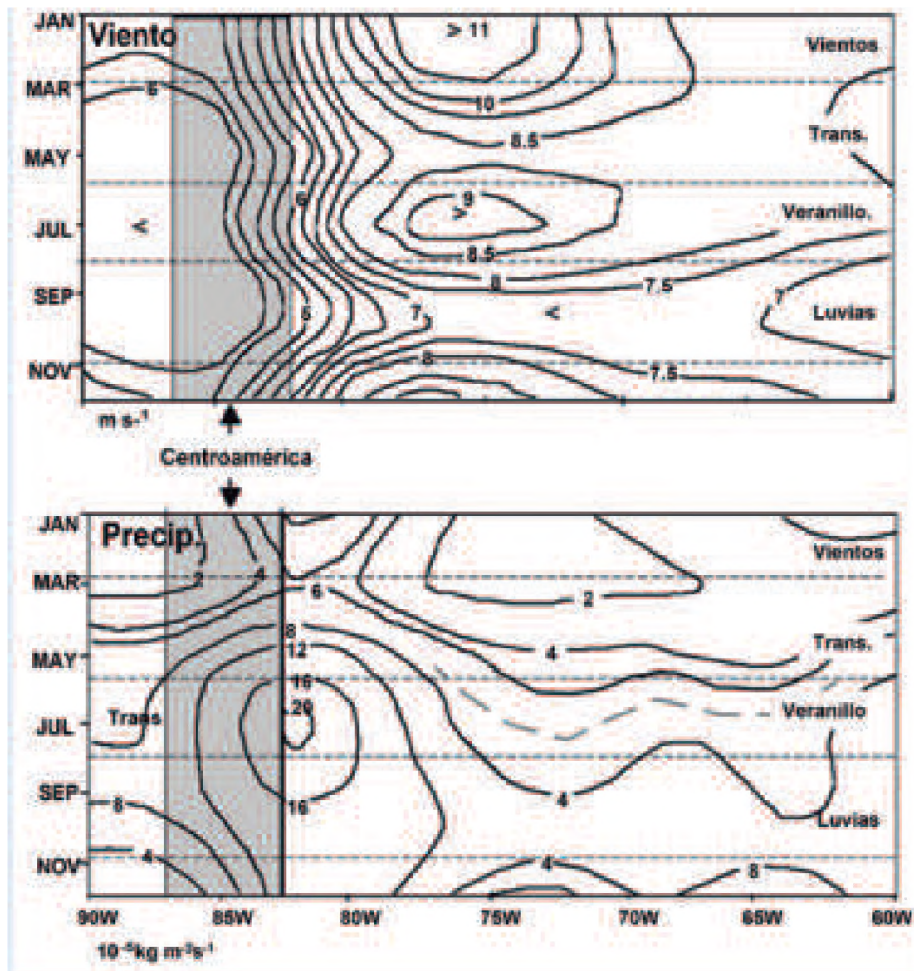 JAN
Viento
> 11
Vientos
MAR
6
10
8.5
Trans.
MAY
6
9
>
JUL
<
Veranillo.
8.5
8
7.5
SEP
5
7
<
7
Luvias
8
NOV
7.5
m s-1
Centroamérica
JAN
Precip.
Vientos
2
4
MAR
6
2
8
4
Trans.
12
MAY
16
Trans
20
Veranillo
JUL
SEP
8
16
4
Luvias
4
4
8
NOV
90W 85W 80W 75W 70W 65W 60W
10-5kg m-2s-1